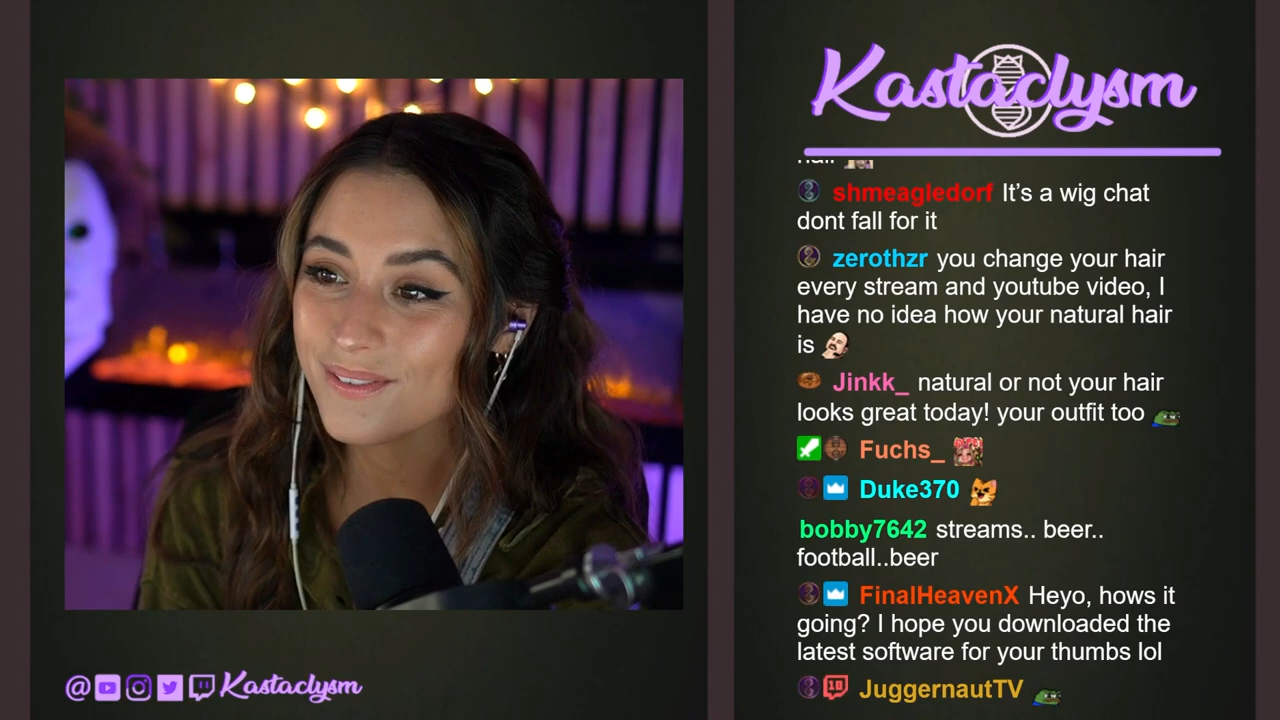 Kastaclysm
hair
shmeagledorf It's a wig chat
dont fall for it
zerothzr you change your hair
every stream and youtube video, I
have no idea how your natural hair
is
Jinkk_ natural or not your hair
looks great today! your outfit too
Fuchs_
Duke370
bobby7642 streams.. beer..
football..beer
FinalHeavenX Heyo, hows it
going? I hope you downloaded the
latest software for your thumbs lol
JuggernautTV
@ Kastaclysm